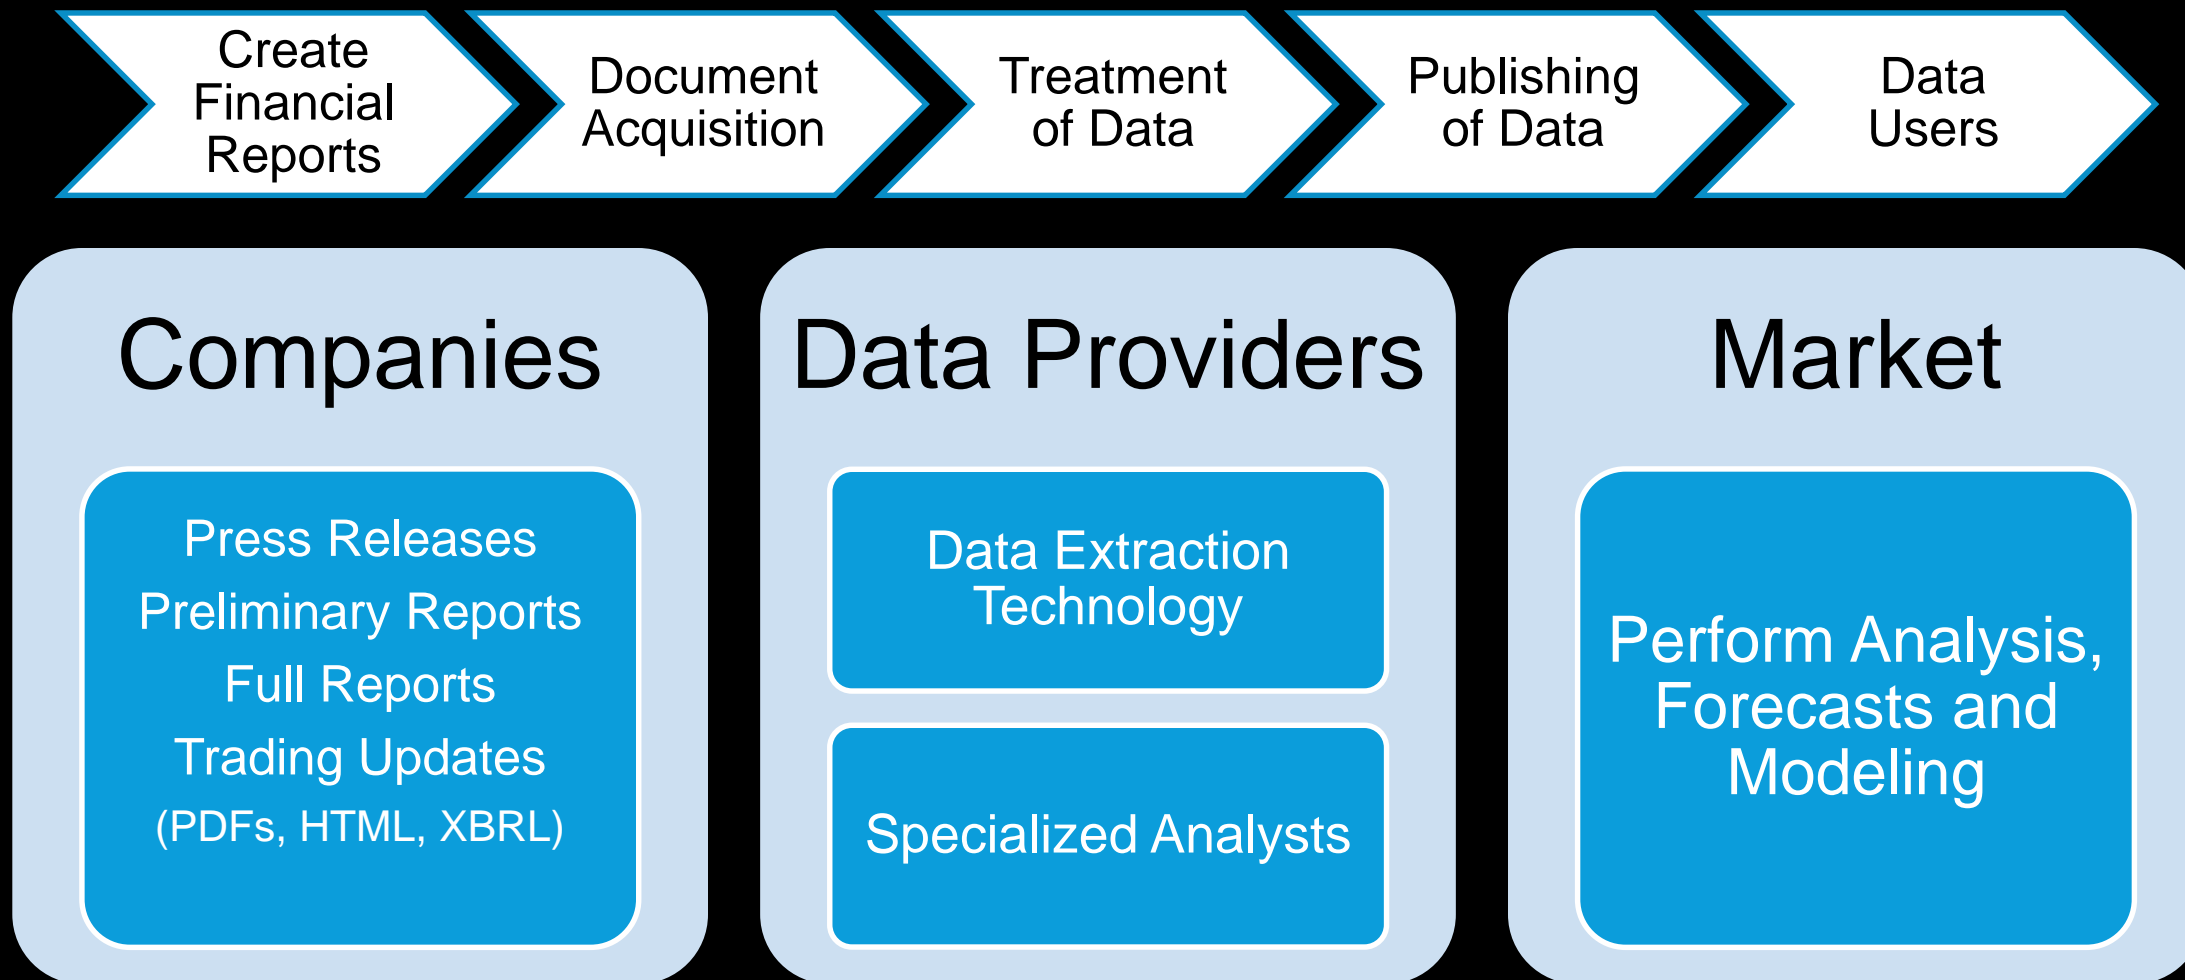 Create
Financial
Reports
Document
Acquisition
Treatment
of Data
Publishing
of Data
Data
Users
Companies
Press Releases
Preliminary Reports
Full Reports
Trading Updates
(PDFs, HTML, XBRL)
Data Providers
Data Extraction
Technology
Specialized Analysts
Market
Perform Analysis,
Forecasts and
Modeling